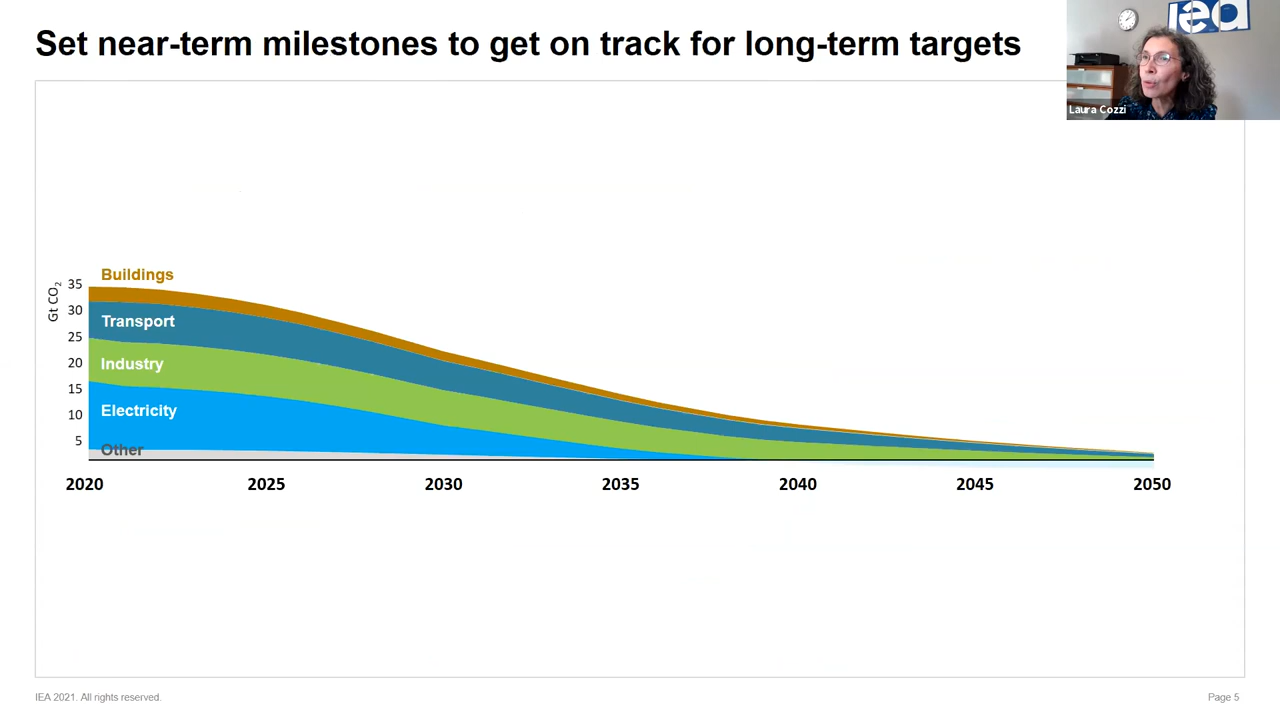 Set near-term milestones to get on track for long-term targets
iea
Laura Cozzi
Gt CO₂
35
30
25
20
15
10
5
Buildings
Transport
Industry
Electricity
Other
2020 2025 2030 2035 2040 2045 2050
IEA 2021. All rights reserved.
Page 5